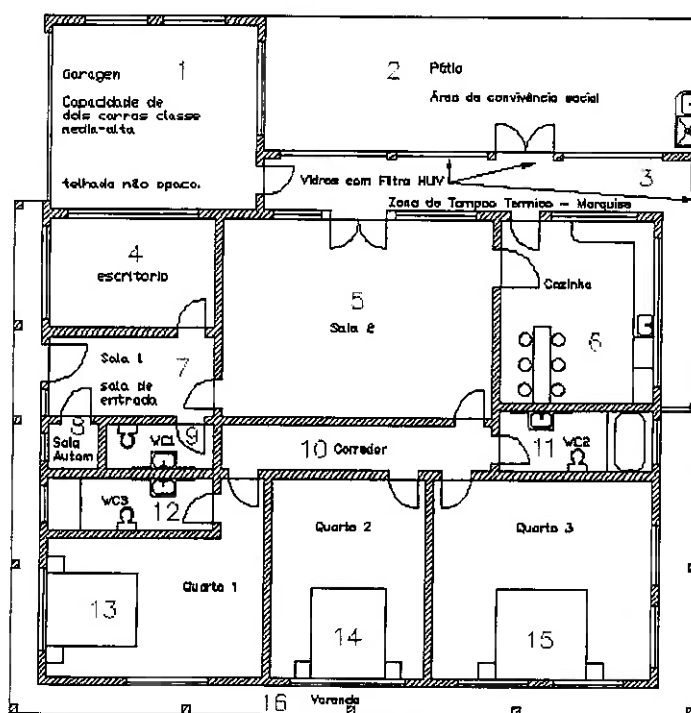 1
Garagem
Capacidade de
dois carros classe
media-alta
telhado não opaco.
2
Pátio
Área de convivência social
3
Vidros com Filtro HUV
Zona de Tampao Termico - Marquise
4
escritorio
5
Sala 2
Cozinha
6
Sala 1
7
sala de
entrada
8
Sala
Autom
9
WC1
10
Corredor
11
WC2
WC3
12
Quarto 1
13
Quarto 2
14
Quarto 3
15
16
Varanda